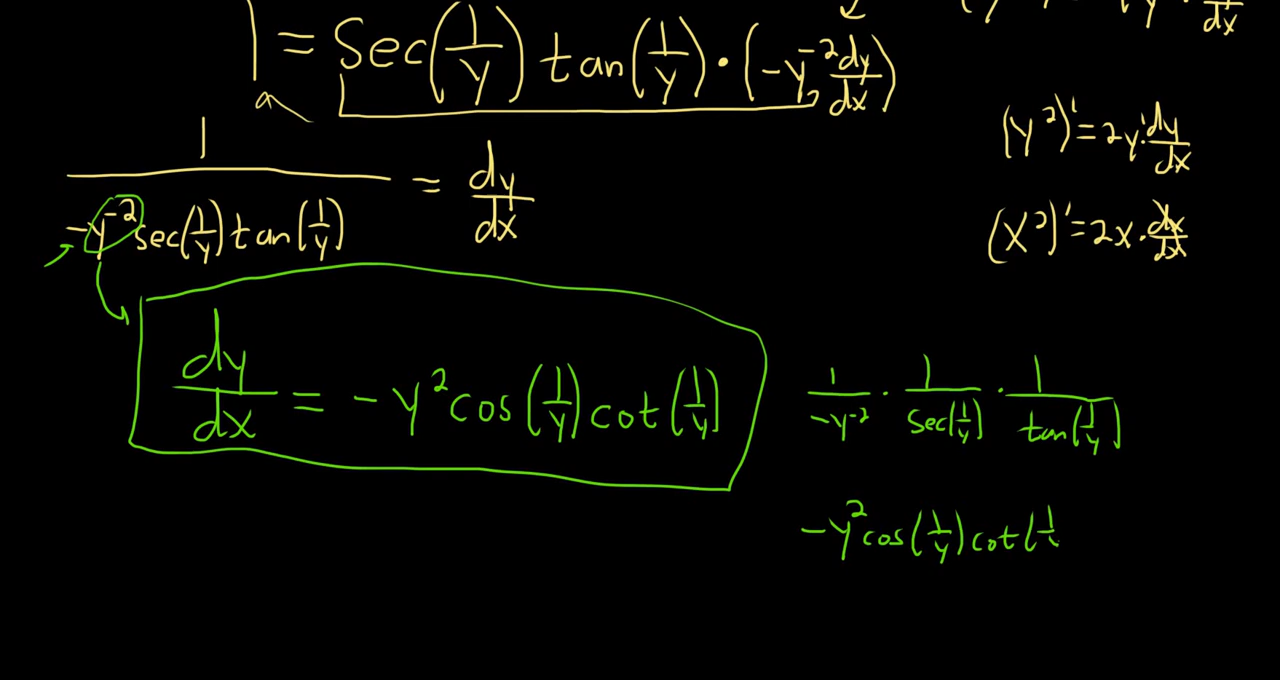 1 = Sec(1/y) tan(1/y) · (-y^-2 dy/dx)
dx
(y^2)' = 2y^1 · dy/dx
1/(-y^-2 sec(1/y) tan(1/y)) = dy/dx
(x^2)' = 2x · dx/dx
dy/dx = -y^2 cos(1/y) cot(1/y)
1/(-y^-2) · 1/sec(1/y) · 1/tan(1/y)
-y^2 cos(1/y) cot(1/y